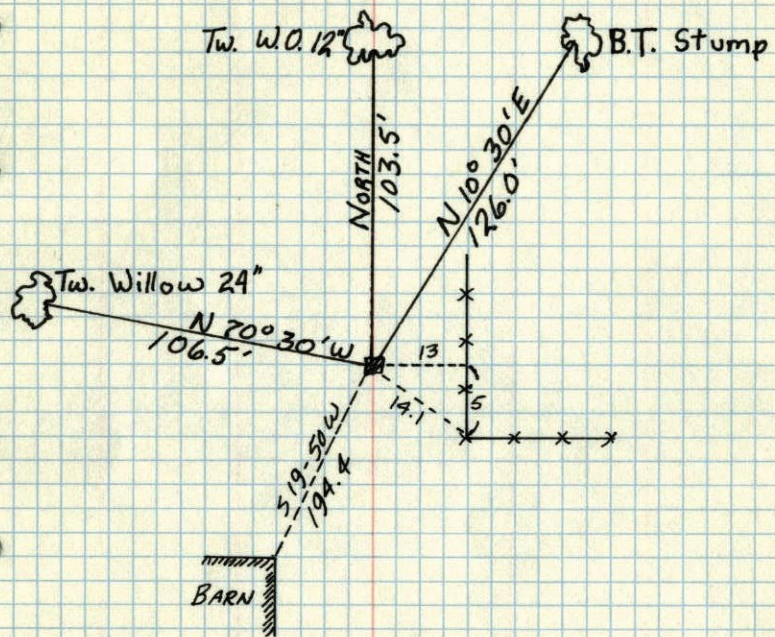 Tw. W.O. 12"
B.T. Stump
NORTH
103.5'
N 10° 30' E
126.0'
Tw. Willow 24"
N 70° 30' W
106.5'
13
14.1
5
S 19-50 W
194.4
BARN